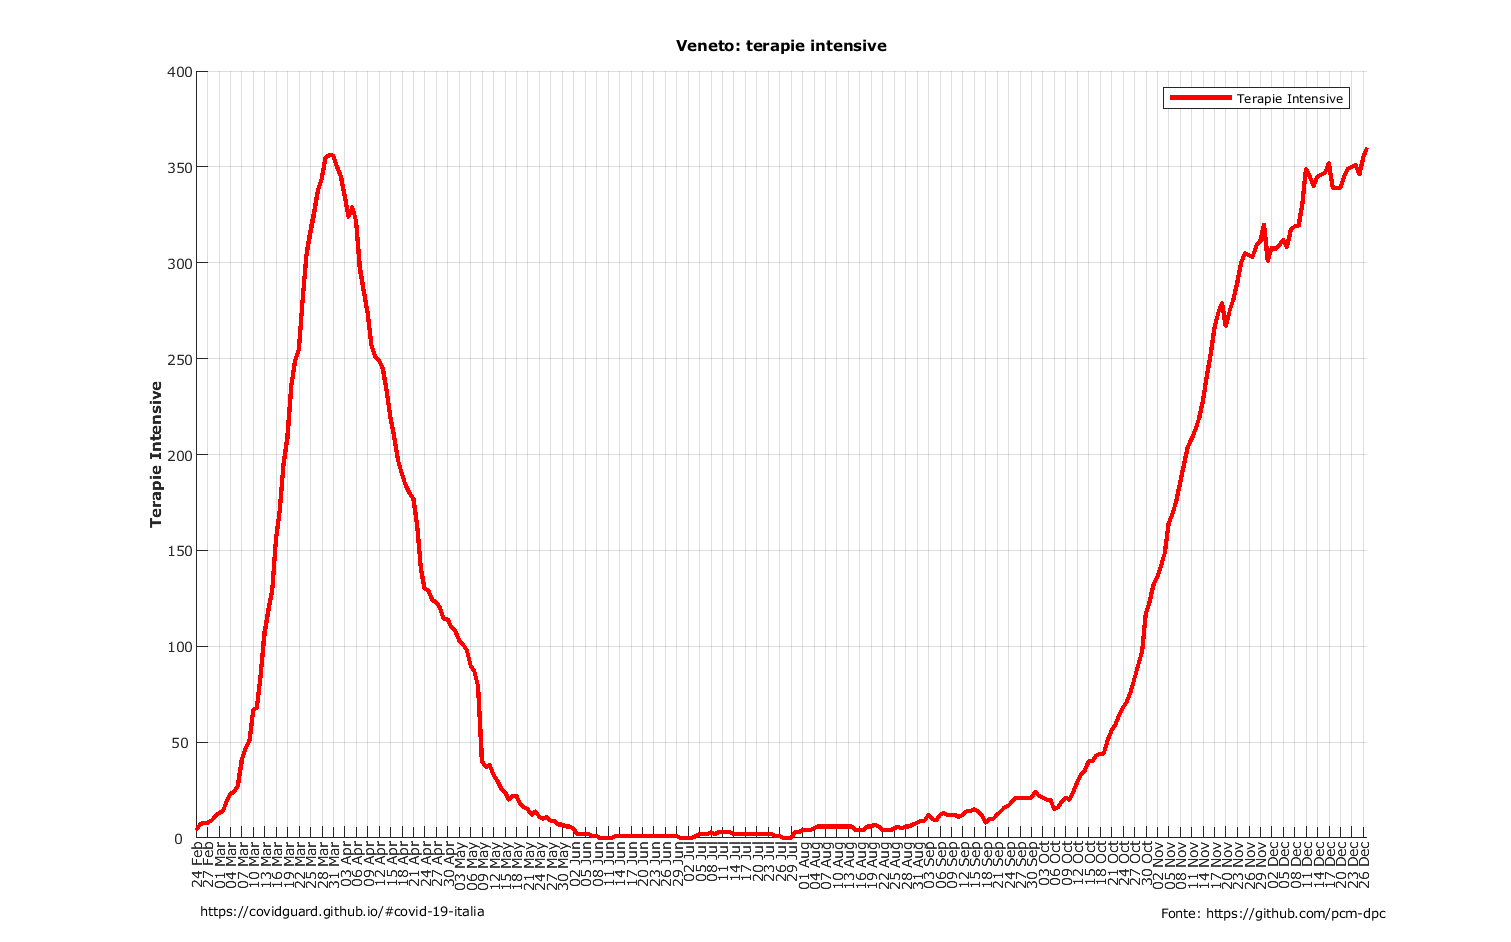 Veneto: terapie intensive
Terapie Intensive
Terapie Intensive
400
350
300
250
200
150
100
50
0
24 Feb
27 Feb
01 Mar
04 Mar
07 Mar
10 Mar
13 Mar
16 Mar
19 Mar
22 Mar
25 Mar
28 Mar
31 Mar
03 Apr
06 Apr
09 Apr
12 Apr
15 Apr
18 Apr
21 Apr
24 Apr
27 Apr
30 Apr
03 May
06 May
09 May
12 May
15 May
18 May
21 May
24 May
27 May
30 May
02 Jun
05 Jun
08 Jun
11 Jun
14 Jun
17 Jun
20 Jun
23 Jun
26 Jun
29 Jun
02 Jul
05 Jul
08 Jul
11 Jul
14 Jul
17 Jul
20 Jul
23 Jul
26 Jul
29 Jul
01 Aug
04 Aug
07 Aug
10 Aug
13 Aug
16 Aug
19 Aug
22 Aug
25 Aug
28 Aug
31 Aug
03 Sep
06 Sep
09 Sep
12 Sep
15 Sep
18 Sep
21 Sep
24 Sep
27 Sep
30 Sep
03 Oct
06 Oct
09 Oct
12 Oct
15 Oct
18 Oct
21 Oct
24 Oct
27 Oct
30 Oct
02 Nov
05 Nov
08 Nov
11 Nov
14 Nov
17 Nov
20 Nov
23 Nov
26 Nov
29 Nov
02 Dec
05 Dec
08 Dec
11 Dec
14 Dec
17 Dec
20 Dec
23 Dec
26 Dec
https://covidguard.github.io/#covid-19-italia
Fonte: https://github.com/pcm-dpc